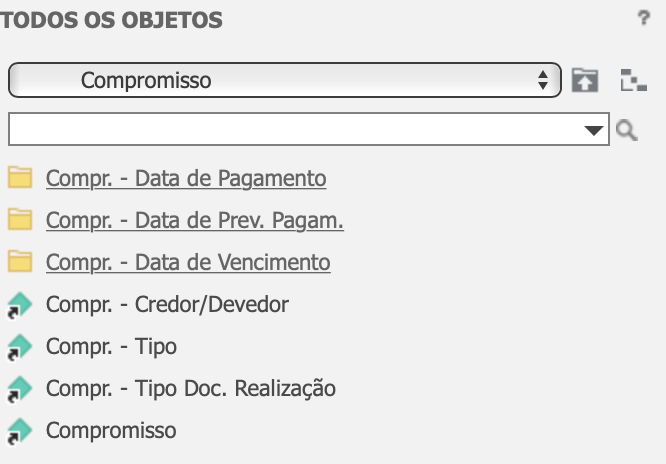 TODOS OS OBJETOS ?
Compromisso
Compr. - Data de Pagamento
Compr. - Data de Prev. Pagam.
Compr. - Data de Vencimento
Compr. - Credor/Devedor
Compr. - Tipo
Compr. - Tipo Doc. Realização
Compromisso